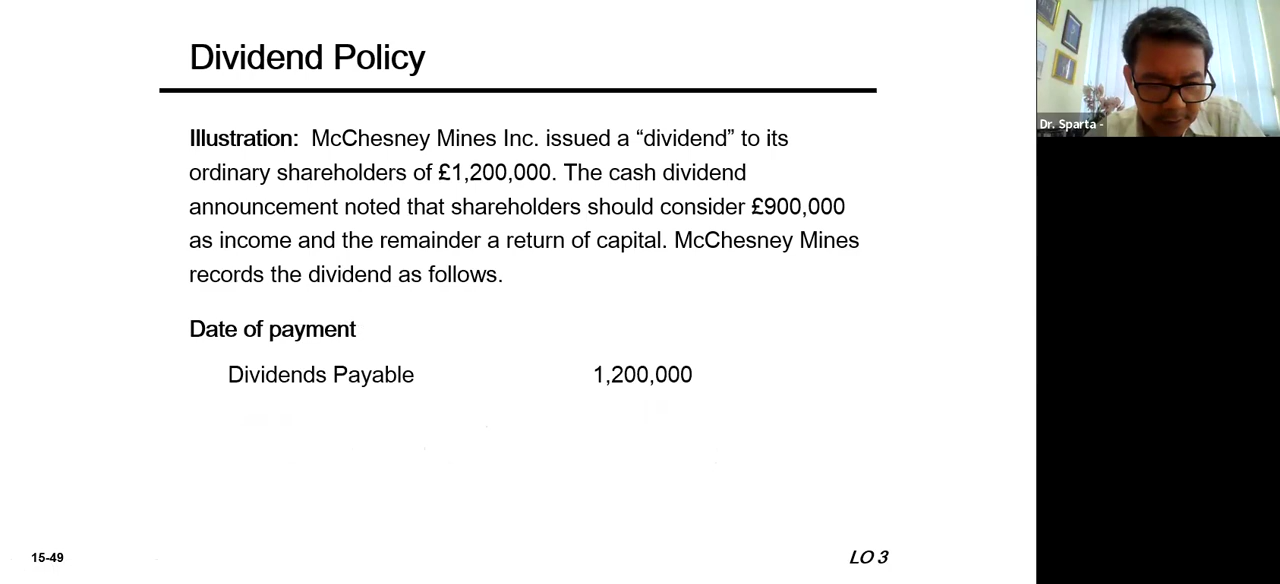 Dividend Policy
Illustration: McChesney Mines Inc. issued a “dividend” to its
ordinary shareholders of £1,200,000. The cash dividend
announcement noted that shareholders should consider £900,000
as income and the remainder a return of capital. McChesney Mines
records the dividend as follows.
Date of payment
Dividends Payable 1,200,000
15-49
LO 3
Dr. Sparta -